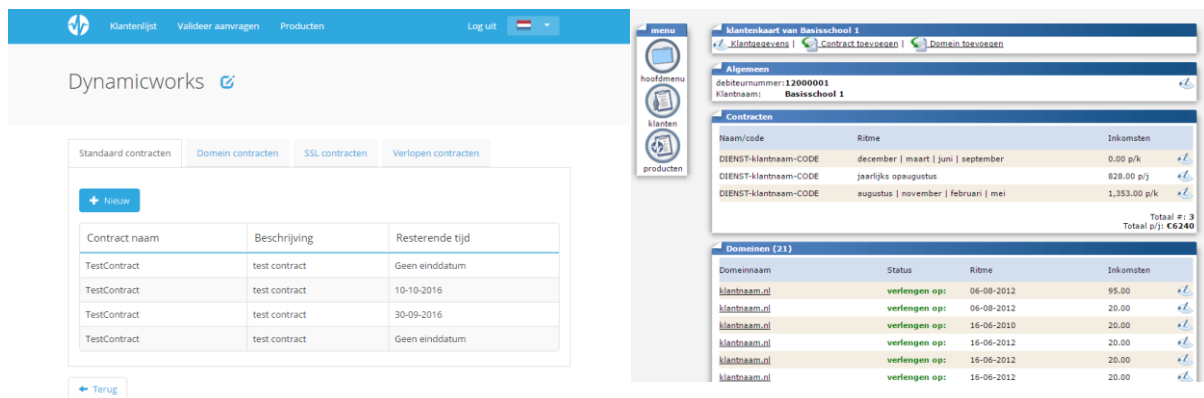 Klantenlijst Valideer aanvragen Producten Log uit
Dynamicworks
Standaard contracten Domein contracten SSL contracten Verlopen contracten
Nieuw
Contract naam Beschrijving Resterende tijd
TestContract test contract Geen einddatum
TestContract test contract 10-10-2016
TestContract test contract 30-09-2016
TestContract test contract Geen einddatum
Terug
menu
hoofdmenu
klanten
producten
klantenkaart van Basisschool 1
Klantgegevens | Contract toevoegen | Domein toevoegen
Algemeen
debiteurnummer: 12000001
Klantnaam: Basisschool 1
Contracten
Naam/code Ritme Inkomsten
DIENST-klantnaam-CODE december | maart | juni | september 0.00 p/k
DIENST-klantnaam-CODE jaarlijks opaugustus 828.00 p/j
DIENST-klantnaam-CODE augustus | november | februari | mei 1,353.00 p/k
Totaal #: 3
Totaal p/j: €6240
Domeinen (21)
Domeinnaam Status Ritme Inkomsten
klantnaam.nl verlengen op: 06-08-2012 95.00
klantnaam.nl verlengen op: 06-08-2012 20.00
klantnaam.nl verlengen op: 16-06-2010 20.00
klantnaam.nl verlengen op: 16-06-2012 20.00
klantnaam.nl verlengen op: 16-06-2012 20.00
klantnaam.nl verlengen op: 16-06-2012 20.00